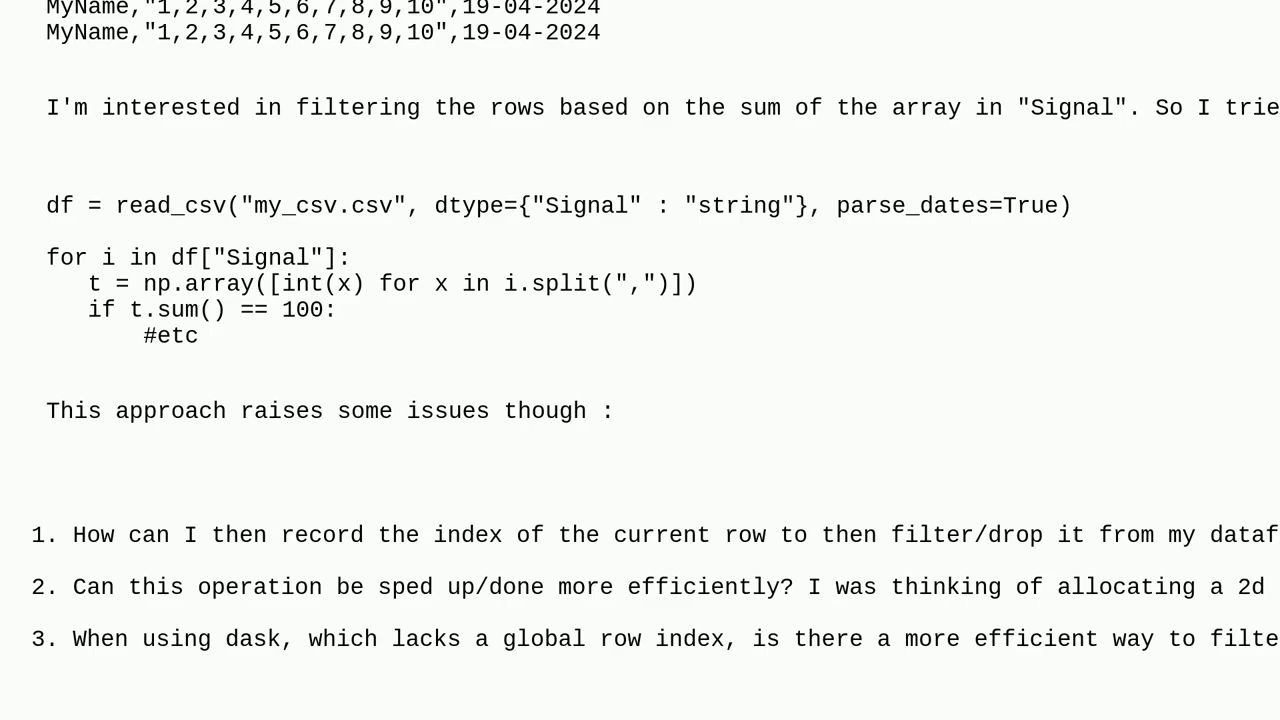 MyName,"1,2,3,4,5,6,7,8,9,10",19-04-2024
MyName,"1,2,3,4,5,6,7,8,9,10",19-04-2024
I'm interested in filtering the rows based on the sum of the array in "Signal". So I trie
df = read_csv("my_csv.csv", dtype={"Signal" : "string"}, parse_dates=True)
for i in df["Signal"]:
   t = np.array([int(x) for x in i.split(",")])
   if t.sum() == 100:
       #etc
This approach raises some issues though :
1. How can I then record the index of the current row to then filter/drop it from my dataf
2. Can this operation be sped up/done more efficiently? I was thinking of allocating a 2d
3. When using dask, which lacks a global row index, is there a more efficient way to filte